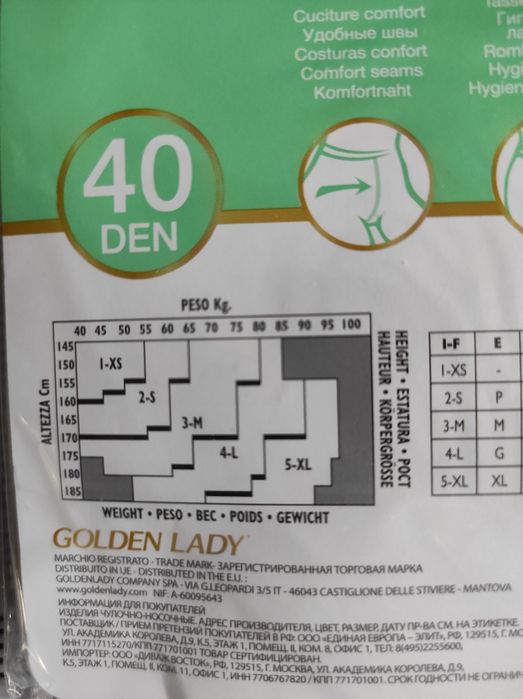 Cuciture comfort
Удобные швы
Costuras confort
Comfort seams
Komfortnaht
Hygi
Hygien
40
DEN
PESO Kg.
40 45 50 55 60 65 70 75 80 85 90 95 100
ALTEZZA Cm
145
150
155
160
165
170
175
180
185
1-XS
2-S
3-M
4-L
5-XL
HEIGHT • ESTATURA • РОСТ
HAUTEUR • KÖRPERGRÖSSE
I-F E
1-XS -
2-S P
3-M M
4-L G
5-XL XL
WEIGHT • PESO • ВЕС • POIDS • GEWICHT
GOLDEN LADY
MARCHIO REGISTRATO - TRADE MARK- ЗАРЕГИСТРИРОВАННАЯ ТОРГОВАЯ МАРКА
DISTRIBUITO IN UE - DISTRIBUTED IN THE E.U. :
GOLDENLADY COMPANY SPA - VIA G.LEOPARDI 3/5 IT - 46043 CASTIGLIONE DELLE STIVIERE - MANTOVA
www.goldenlady.com NIF: A-60095643
ИНФОРМАЦИЯ ДЛЯ ПОКУПАТЕЛЕЙ
ИЗДЕЛИЯ ЧУЛОЧНО-НОСОЧНЫЕ. АДРЕС ПРОИЗВОДИТЕЛЯ, ЦВЕТ, РАЗМЕР, ДАТУ ПР-ВА СМ. НА ЭТИКЕТКЕ.
ПОСТАВЩИК / ПРИЕМ ПРЕТЕНЗИЙ ПОКУПАТЕЛЕЙ В РФ: ООО «ЕДИНАЯ ЕВРОПА – ЭЛИТ», РФ, 129515, Г. МО
УЛ. АКАДЕМИКА КОРОЛЕВА, Д.9, К.5, ЭТАЖ 1, ПОМЕЩ. II, КОМ. 8, ОФИС 1, ТЕЛ: 8(495)2255600,
ИНН 7717115270/КПП 771701001 ТОВАР СЕРТИФИЦИРОВАН.
ИМПОРТЕР: ООО «ДИВАЖ ВОСТОК», РФ, 129515, Г. МОСКВА, УЛ. АКАДЕМИКА КОРОЛЕВА, Д.9,
К.5, ЭТАЖ 1, ПОМЕЩ. II, КОМ. 11, ОФИС 1, ИНН 7706767820 / КПП 771701001. СРОК ГОДНОСТИ НЕ ОГРАНИЧ